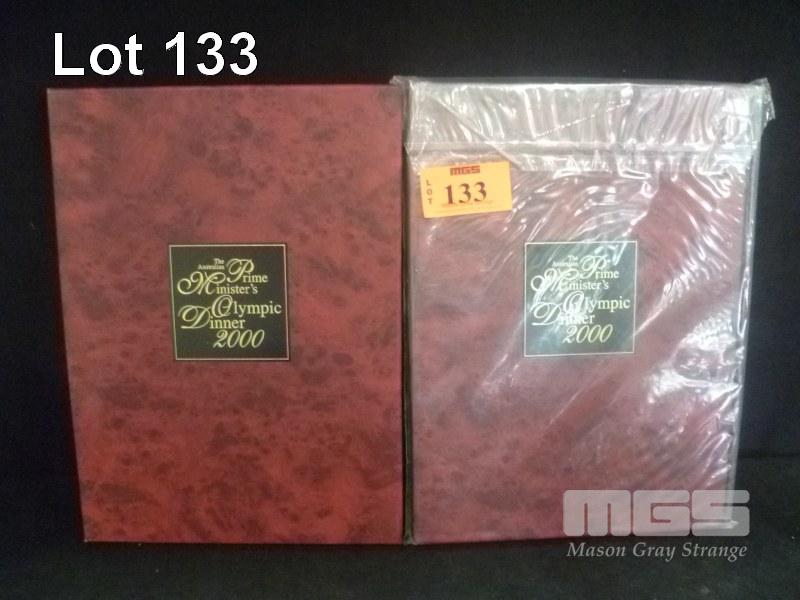 Lot 133
The
Australian Prime
Minister's
Olympic
Dinner
2000
MGS
LOT 133
The
Australian Prime
Minister's
Olympic
Dinner
2000
MGS
Mason Gray Strange